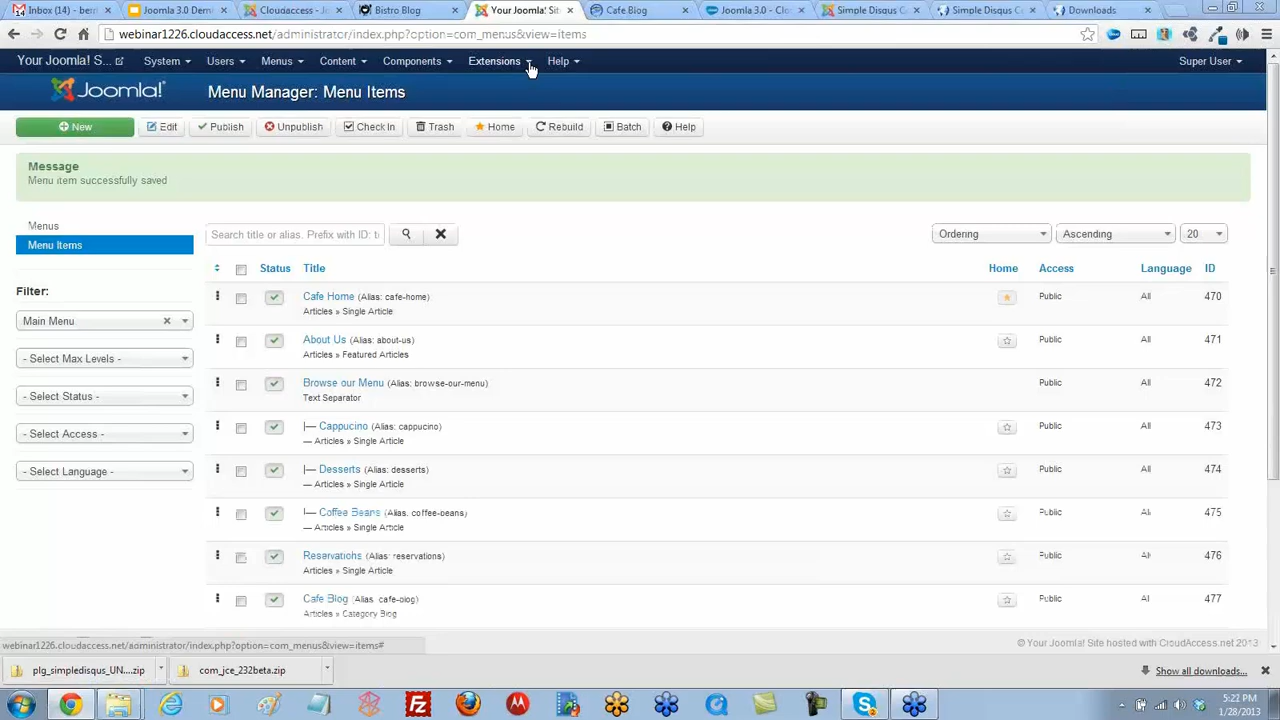 Inbox (14) - bern
Joomla 3.0 Dem
Cloudaccess - Jo
Bistro Blog
Your Joomla! Sit
Cafe Blog
Joomla 3.0 - Clo
Simple Disqus Co
Simple Disqus C
Downloads
webinar1226.cloudaccess.net/administrator/index.php?option=com_menus&view=items
Your Joomla! S... System Users Menus Content Components Extensions Help Super User
Joomla! Menu Manager: Menu Items
New Edit Publish Unpublish Check In Trash Home Rebuild Batch Help
Message
Menu item successfully saved
Menus
Menu Items
Filter:
Main Menu
- Select Max Levels -
- Select Status -
- Select Access -
- Select Language -
Search title or alias. Prefix with ID: t
Ordering Ascending 20
Status Title Home Access Language ID
Cafe Home (Alias: cafe-home) Public All 470
Articles » Single Article
About Us (Alias: about-us) Public All 471
Articles » Featured Articles
Browse our Menu (Alias: browse-our-menu) Public All 472
Text Separator
|— Cappucino (Alias: cappucino) Public All 473
— Articles » Single Article
|— Desserts (Alias: desserts) Public All 474
— Articles » Single Article
|— Coffee Beans (Alias: coffee-beans) Public All 475
— Articles » Single Article
Reservations (Alias: reservations) Public All 476
Articles » Single Article
Cafe Blog (Alias: cafe-blog) Public All 477
Articles » Category Blog
webinar1226.cloudaccess.net/administrator/index.php?option=com_menus&view=items#
© Your Joomla! Site hosted with CloudAccess.net 2013
plg_simpledisqus_UN....zip
com_jce_232beta.zip
Show all downloads...
5:22 PM
1/28/2013